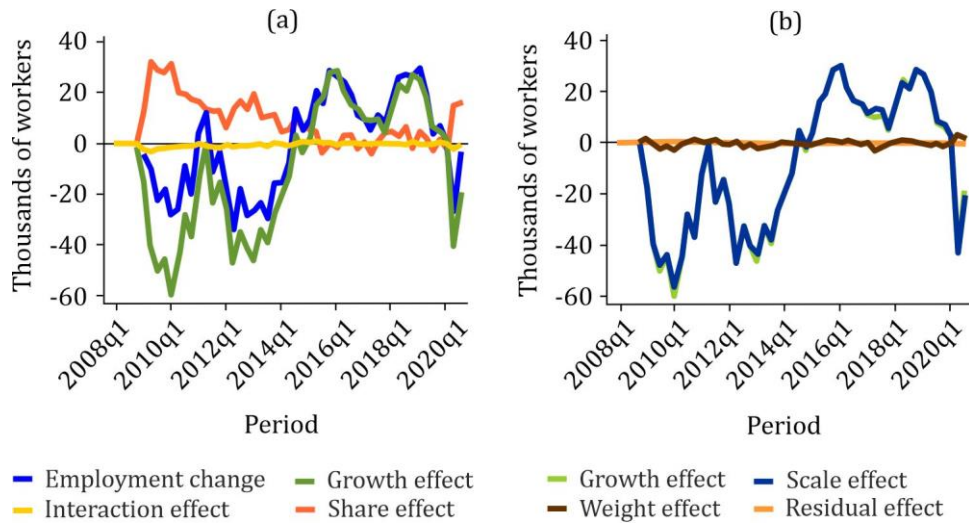 (a)
Thousands of workers
40
20
0
-20
-40
-60
2008q1
2010q1
2012q1
2014q1
2016q1
2018q1
2020q1
Period
Employment change
Growth effect
Interaction effect
Share effect
(b)
Thousands of workers
40
20
0
-20
-40
-60
2008q1
2010q1
2012q1
2014q1
2016q1
2018q1
2020q1
Period
Growth effect
Scale effect
Weight effect
Residual effect